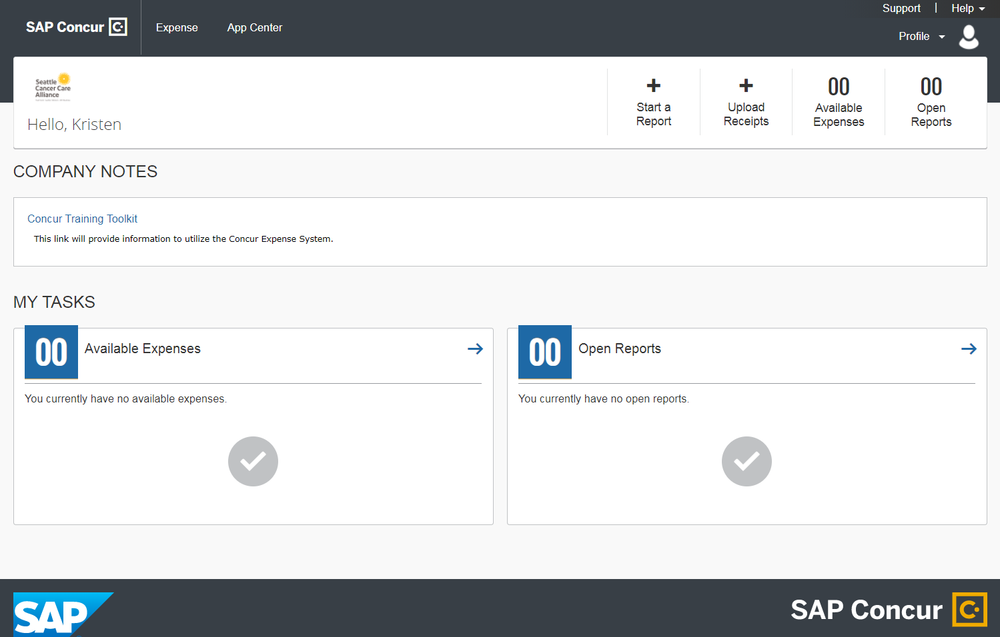 Support | Help
SAP Concur C
Expense
App Center
Profile
Seattle
Cancer Care
Alliance
Hello, Kristen
+
Start a
Report
+
Upload
Receipts
00
Available
Expenses
00
Open
Reports
COMPANY NOTES
Concur Training Toolkit
This link will provide information to utilize the Concur Expense System.
MY TASKS
00
Available Expenses
You currently have no available expenses.
00
Open Reports
You currently have no open reports.
SAP
SAP Concur C